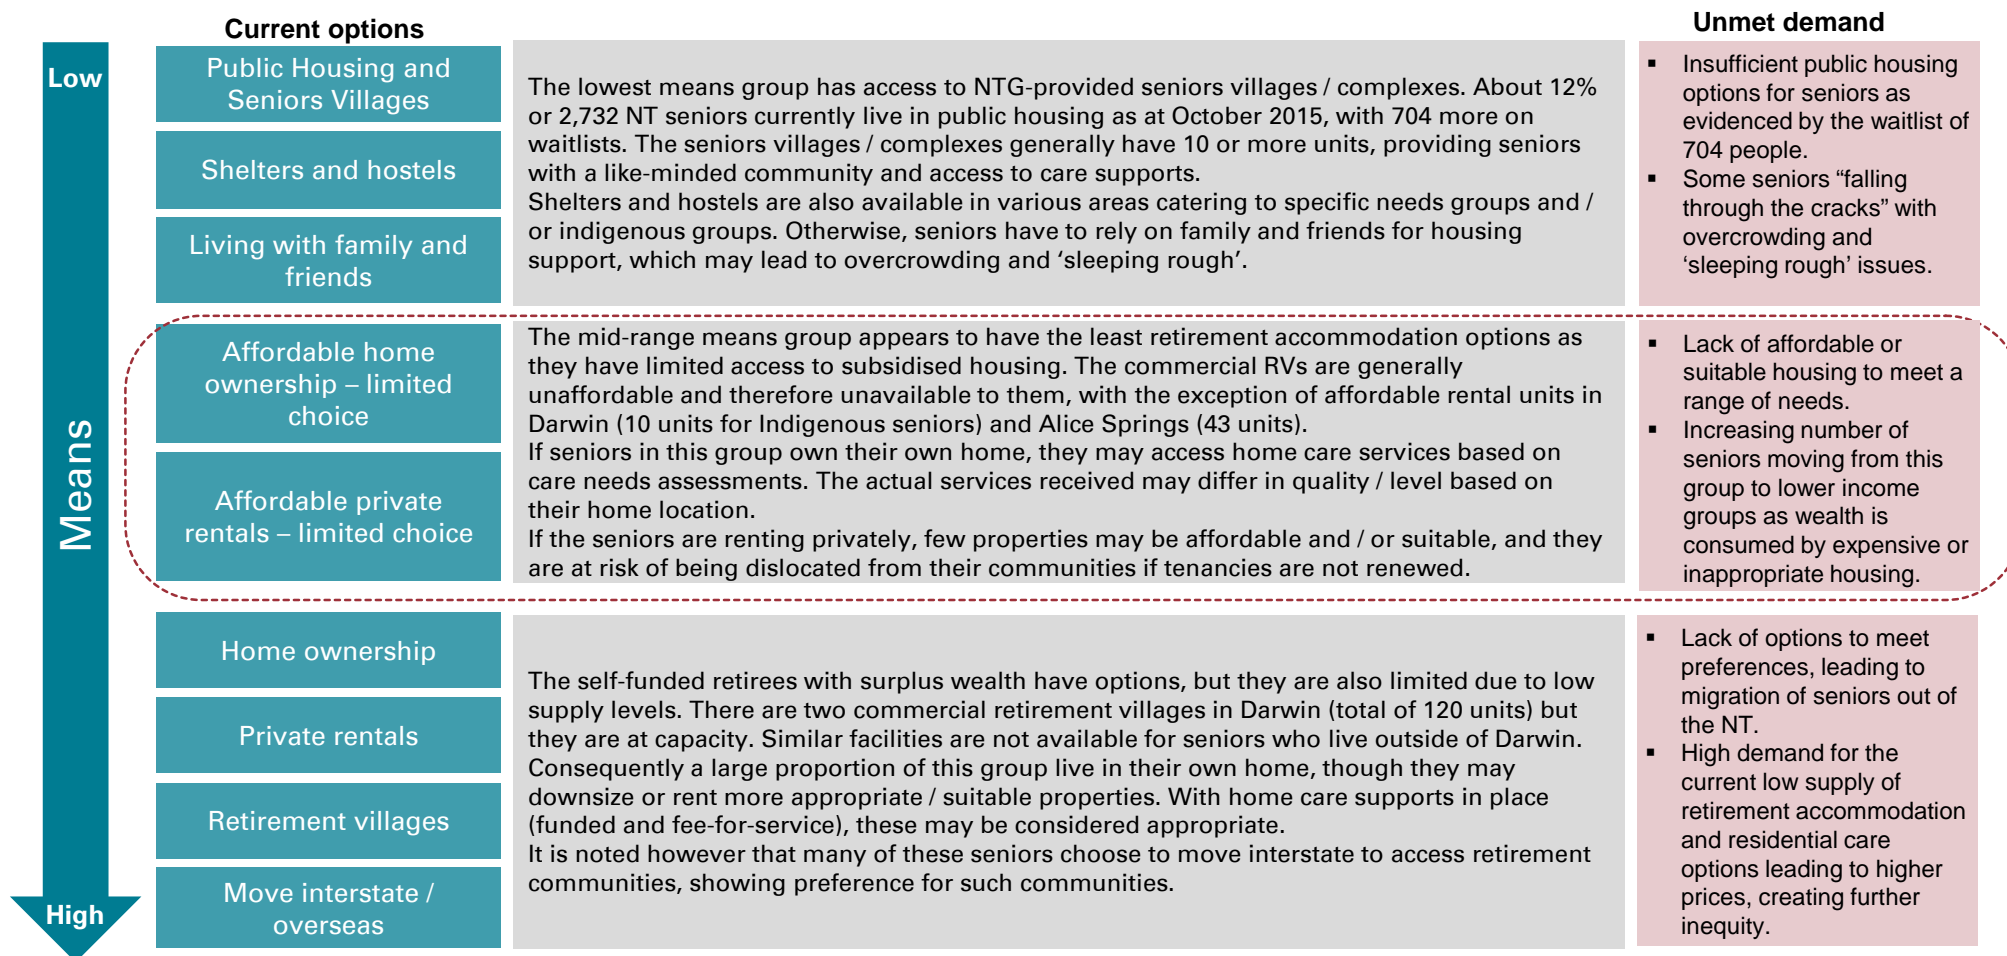 Current options
Unmet demand
Low
Means
High
Public Housing and
Seniors Villages
Shelters and hostels
Living with family and
friends
The lowest means group has access to NTG-provided seniors villages / complexes. About 12%
or 2,732 NT seniors currently live in public housing as at October 2015, with 704 more on
waitlists. The seniors villages / complexes generally have 10 or more units, providing seniors
with a like-minded community and access to care supports.
Shelters and hostels are also available in various areas catering to specific needs groups and /
or indigenous groups. Otherwise, seniors have to rely on family and friends for housing
support, which may lead to overcrowding and ‘sleeping rough’.
▪ Insufficient public housing
options for seniors as
evidenced by the waitlist of
704 people.
▪ Some seniors “falling
through the cracks” with
overcrowding and
‘sleeping rough’ issues.
Affordable home
ownership – limited
choice
Affordable private
rentals – limited choice
The mid-range means group appears to have the least retirement accommodation options as
they have limited access to subsidised housing. The commercial RVs are generally
unaffordable and therefore unavailable to them, with the exception of affordable rental units in
Darwin (10 units for Indigenous seniors) and Alice Springs (43 units).
If seniors in this group own their own home, they may access home care services based on
care needs assessments. The actual services received may differ in quality / level based on
their home location.
If the seniors are renting privately, few properties may be affordable and / or suitable, and they
are at risk of being dislocated from their communities if tenancies are not renewed.
▪ Lack of affordable or
suitable housing to meet a
range of needs.
▪ Increasing number of
seniors moving from this
group to lower income
groups as wealth is
consumed by expensive or
inappropriate housing.
Home ownership
Private rentals
Retirement villages
Move interstate /
overseas
The self-funded retirees with surplus wealth have options, but they are also limited due to low
supply levels. There are two commercial retirement villages in Darwin (total of 120 units) but
they are at capacity. Similar facilities are not available for seniors who live outside of Darwin.
Consequently a large proportion of this group live in their own home, though they may
downsize or rent more appropriate / suitable properties. With home care supports in place
(funded and fee-for-service), these may be considered appropriate.
It is noted however that many of these seniors choose to move interstate to access retirement
communities, showing preference for such communities.
▪ Lack of options to meet
preferences, leading to
migration of seniors out of
the NT.
▪ High demand for the
current low supply of
retirement accommodation
and residential care
options leading to higher
prices, creating further
inequity.